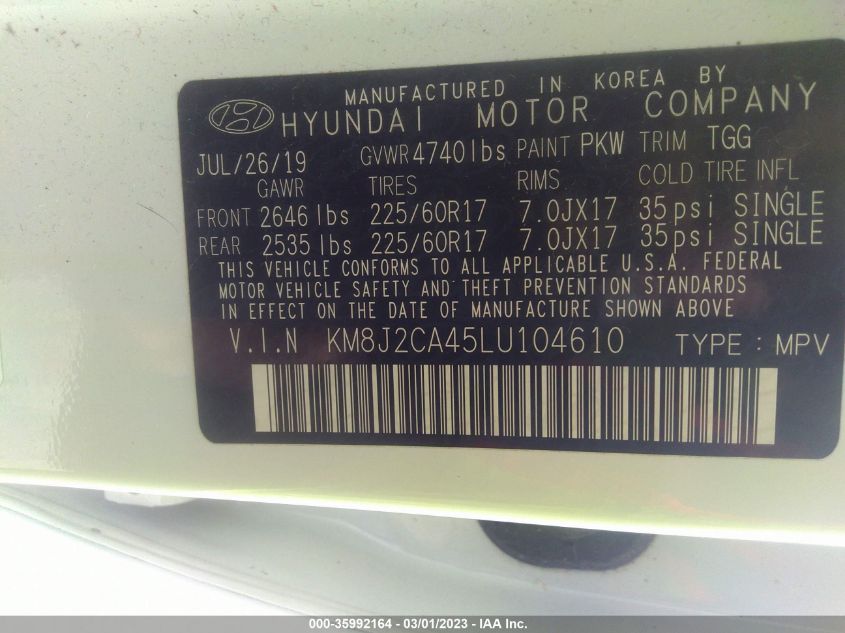 MANUFACTURED IN KOREA BY
HYUNDAI MOTOR COMPANY
JUL/26/19 GVWR 4740lbs PAINT PKW TRIM TGG
GAWR TIRES RIMS COLD TIRE INFL
FRONT 2646 lbs 225/60R17 7.0JX17 35psi SINGLE
REAR 2535 lbs 225/60R17 7.0JX17 35psi SINGLE
THIS VEHICLE CONFORMS TO ALL APPLICABLE U.S.A. FEDERAL
MOTOR VEHICLE SAFETY AND THEFT PREVENTION STANDARDS
IN EFFECT ON THE DATE OF MANUFACTURE SHOWN ABOVE
V.I.N KM8J2CA45LU104610 TYPE : MPV
000-35992164 - 03/01/2023 - IAA Inc.